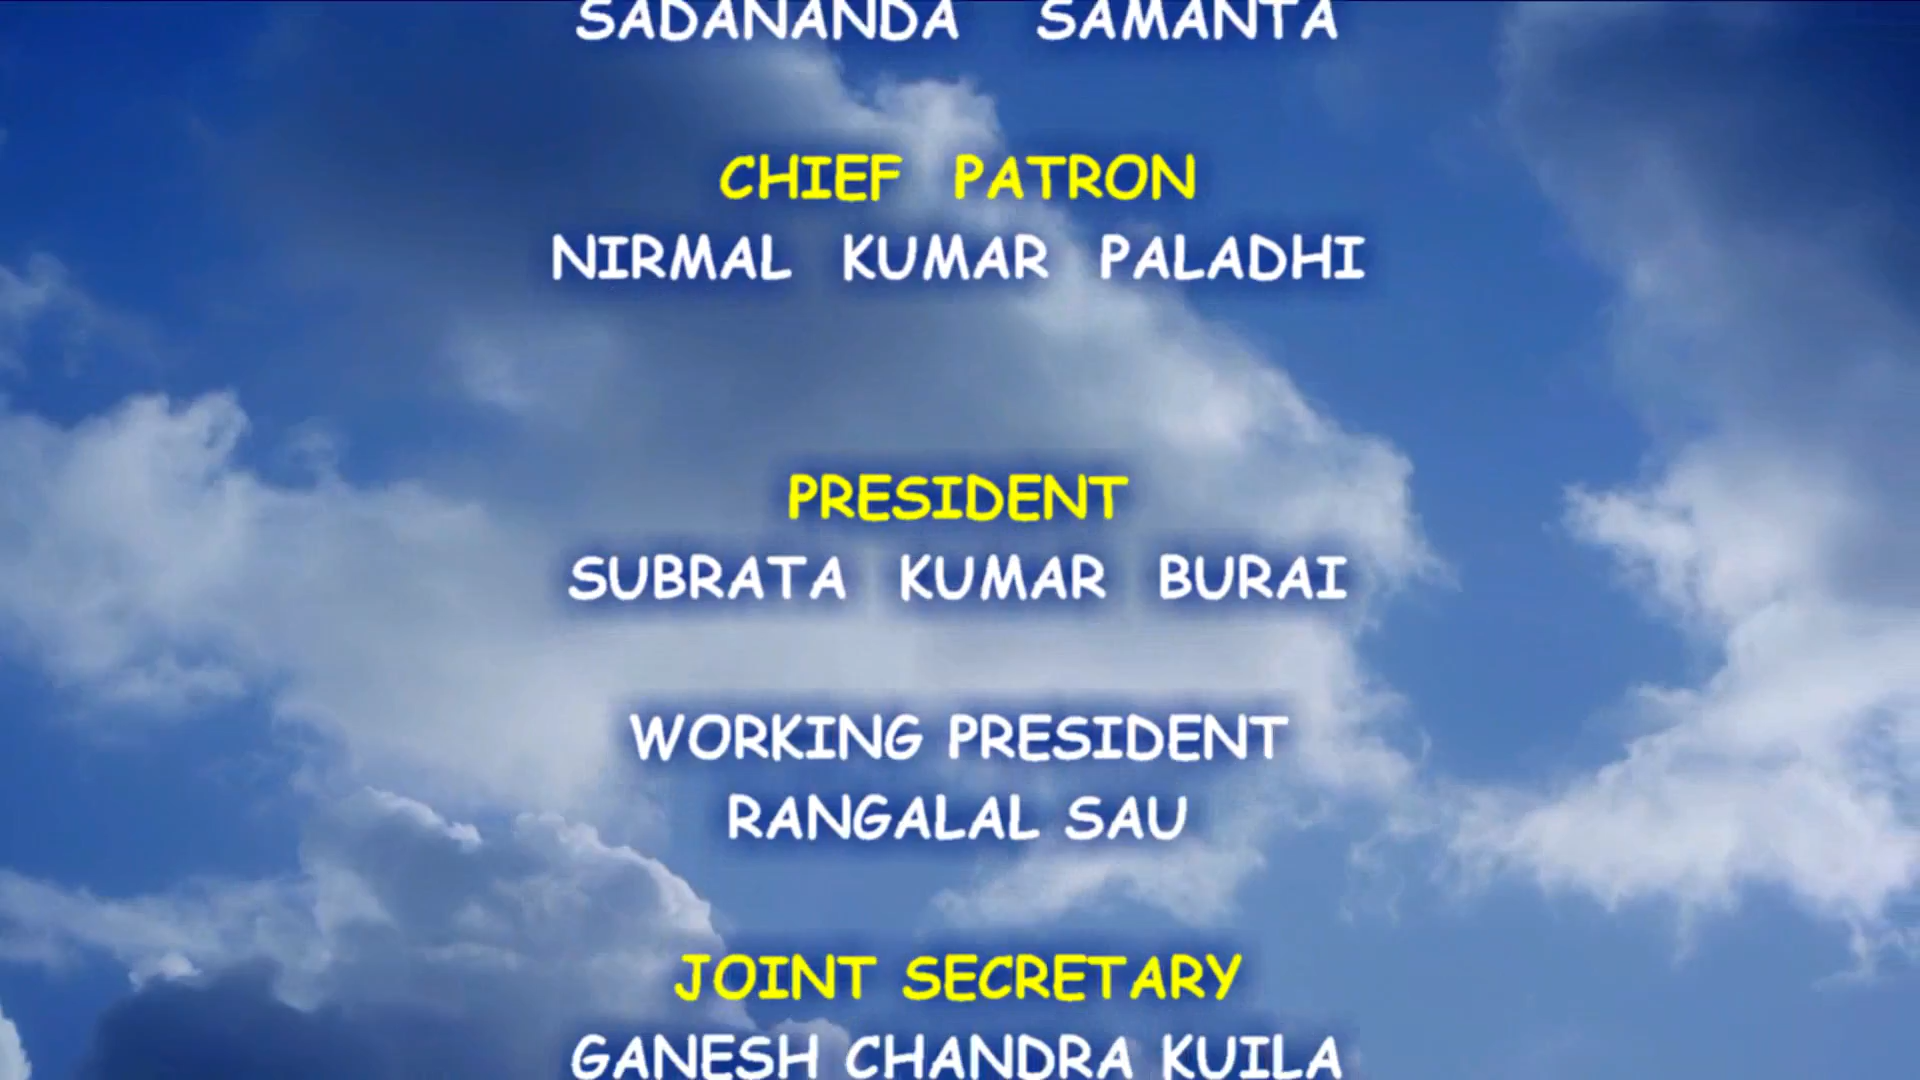 SADANANDA SAMANTA
CHIEF PATRON
NIRMAL KUMAR PALADHI
PRESIDENT
SUBRATA KUMAR BURAI
WORKING PRESIDENT
RANGALAL SAU
JOINT SECRETARY
GANESH CHANDRA KUILA